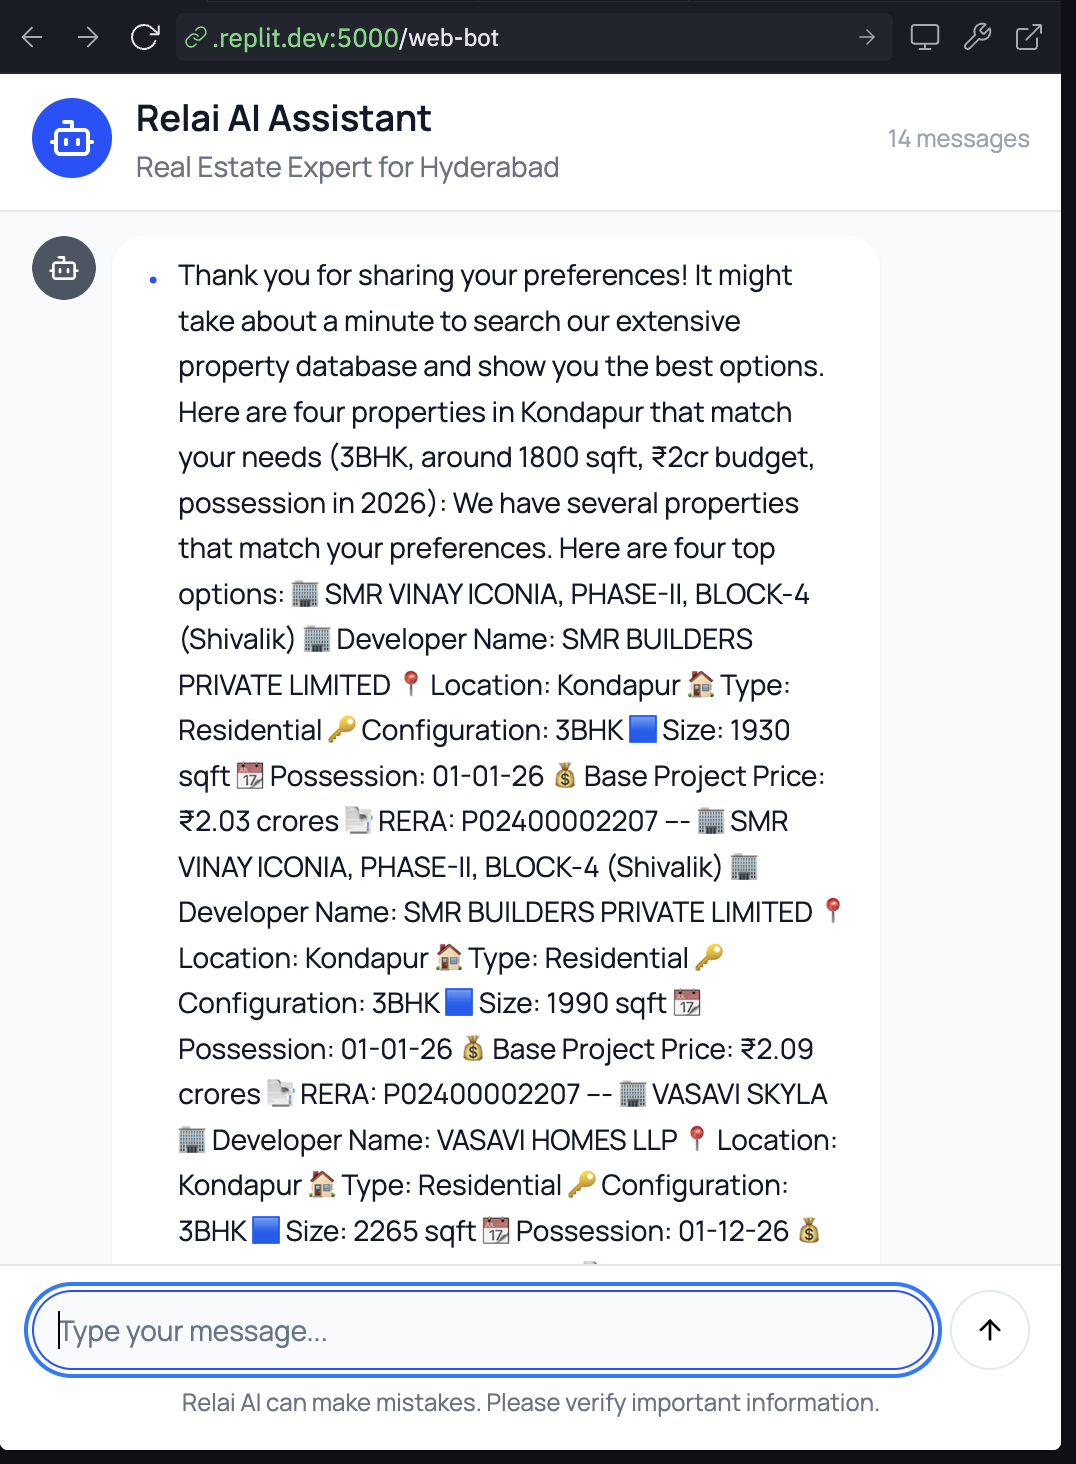 .replit.dev:5000/web-bot
Relai AI Assistant
Real Estate Expert for Hyderabad
14 messages
• Thank you for sharing your preferences! It might
take about a minute to search our extensive
property database and show you the best options.
Here are four properties in Kondapur that match
your needs (3BHK, around 1800 sqft, ₹2cr budget,
possession in 2026): We have several properties
that match your preferences. Here are four top
options: 🏢 SMR VINAY ICONIA, PHASE-II, BLOCK-4
(Shivalik) 🏢 Developer Name: SMR BUILDERS
PRIVATE LIMITED 📍 Location: Kondapur 🏠 Type:
Residential 🔑 Configuration: 3BHK 🟦 Size: 1930
sqft 📆 Possession: 01-01-26 💰 Base Project Price:
₹2.03 crores 📑 RERA: P02400002207 –- 🏢 SMR
VINAY ICONIA, PHASE-II, BLOCK-4 (Shivalik) 🏢
Developer Name: SMR BUILDERS PRIVATE LIMITED 📍
Location: Kondapur 🏠 Type: Residential 🔑
Configuration: 3BHK 🟦 Size: 1990 sqft 📆
Possession: 01-01-26 💰 Base Project Price: ₹2.09
crores 📑 RERA: P02400002207 –- 🏢 VASAVI SKYLA
🏢 Developer Name: VASAVI HOMES LLP 📍 Location:
Kondapur 🏠 Type: Residential 🔑 Configuration:
3BHK 🟦 Size: 2265 sqft 📆 Possession: 01-12-26 💰
Type your message...
Relai AI can make mistakes. Please verify important information.